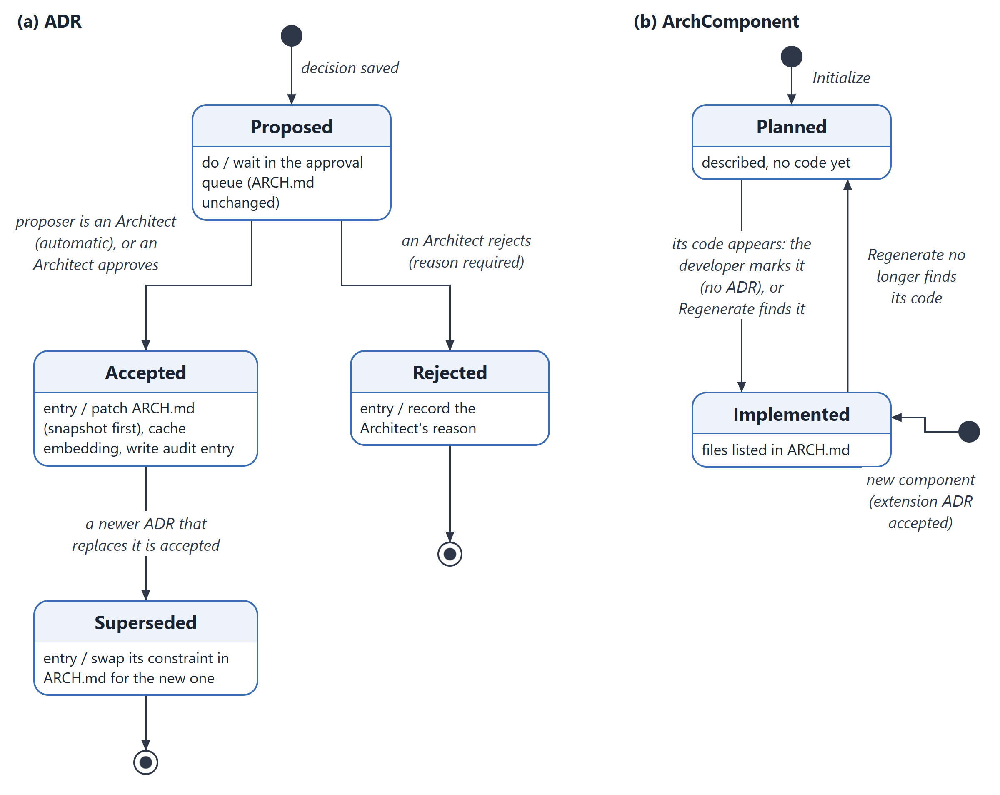 (a) ADR
decision saved
Proposed
do / wait in the approval
queue (ARCH.md
unchanged)
proposer is an Architect
(automatic), or an
Architect approves
an Architect rejects
(reason required)
Accepted
entry / patch ARCH.md
(snapshot first), cache
embedding, write audit entry
Rejected
entry / record the
Architect's reason
a newer ADR that
replaces it is accepted
Superseded
entry / swap its constraint in
ARCH.md for the new one
(b) ArchComponent
Initialize
Planned
described, no code yet
its code appears: the
developer marks it
(no ADR), or
Regenerate finds it
Regenerate no
longer finds
its code
Implemented
files listed in ARCH.md
new component
(extension ADR
accepted)